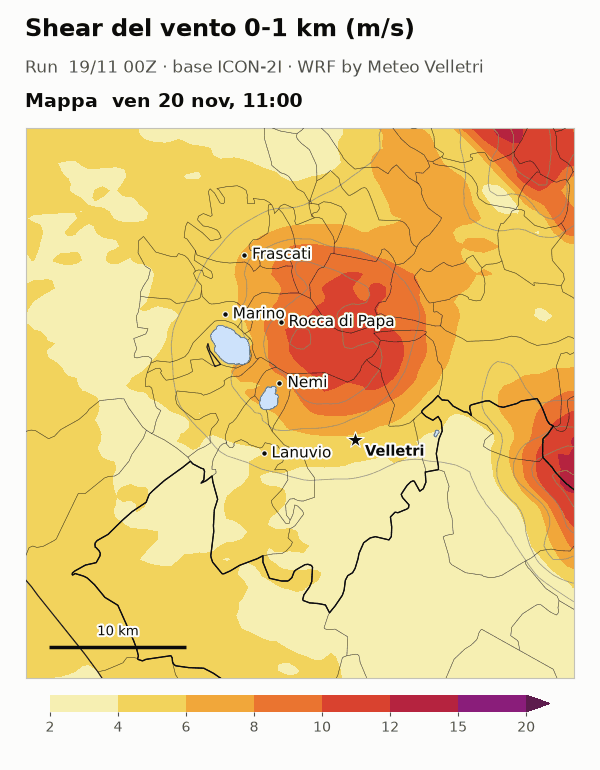 Shear del vento 0-1 km (m/s)
Run  19/11 00Z · base ICON-2I · WRF by Meteo Velletri
Mappa  ven 20 nov, 11:00
Frascati
Marino
Rocca di Papa
Nemi
Lanuvio
Velletri
10 km
2 4 6 8 10 12 15 20